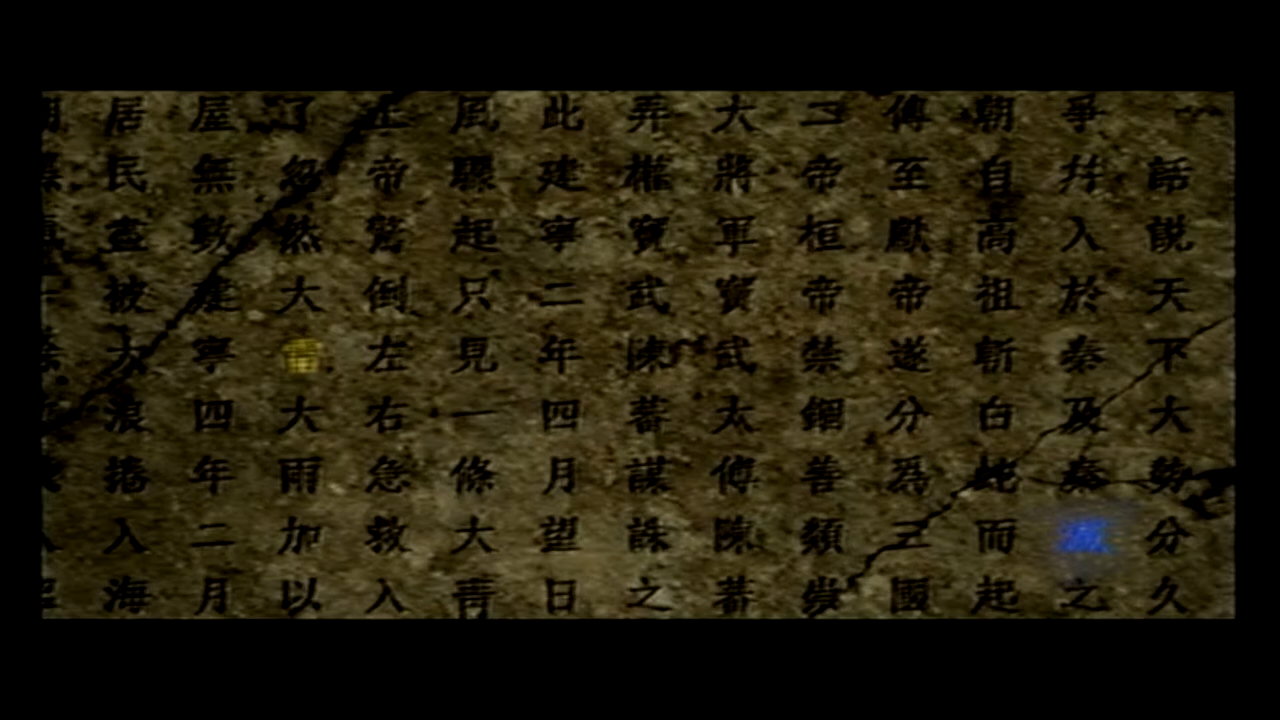 話說天下大勢分久
爭并入於秦及秦滅之
朝自高祖斬白蛇而起
傳至獻帝遂分爲三國
二帝桓帝禁錮善類崇
大將軍竇武太傅陳蕃
弄權竇武陳蕃謀誅之
此建寧二年四月望日
風驟起只見一條大青
上帝驚倒左右急救入
了忽然大雷大雨加以
屋無數建寧四年二月
居民盡被大浪捲入海